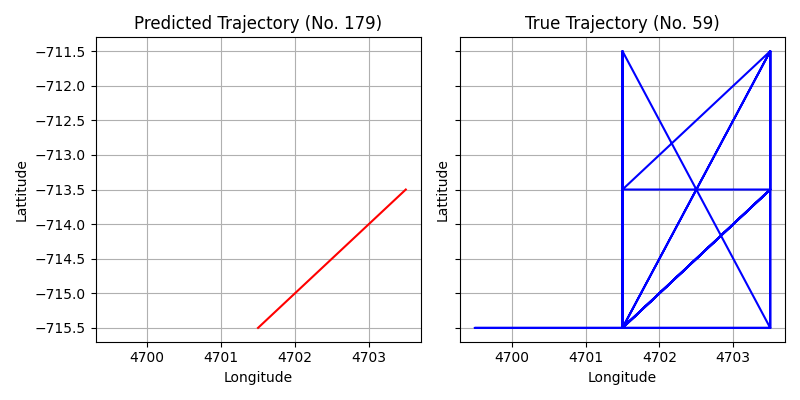 Predicted Trajectory (No. 179)
−711.5
−712.0
−712.5
−713.0
−713.5
−714.0
−714.5
−715.0
−715.5
Lattitude
4700
4701
4702
4703
Longitude
True Trajectory (No. 59)
Lattitude
4700
4701
4702
4703
Longitude